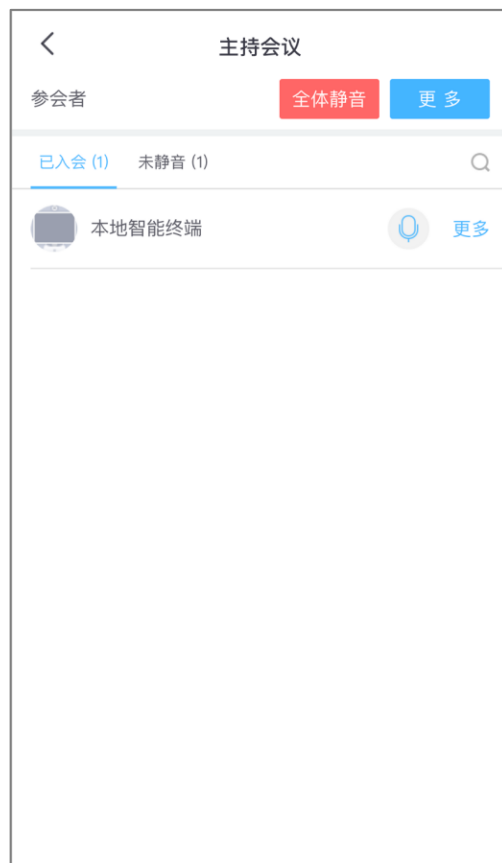 主持会议
参会者 全体静音 更多
已入会 (1) 未静音 (1)
本地智能终端 更多